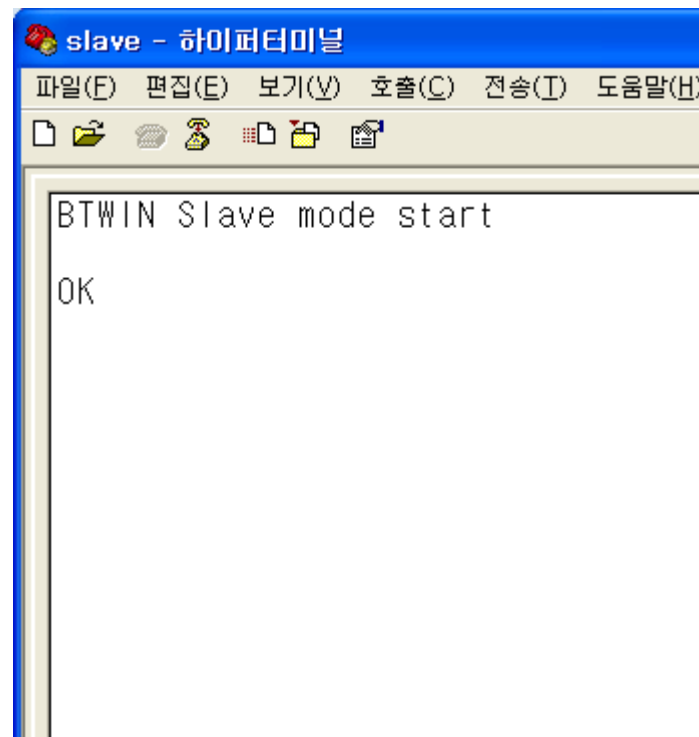 slave - 하이퍼터미널
파일(F) 편집(E) 보기(V) 호출(C) 전송(T) 도움말(H)
BTWIN Slave mode start
OK